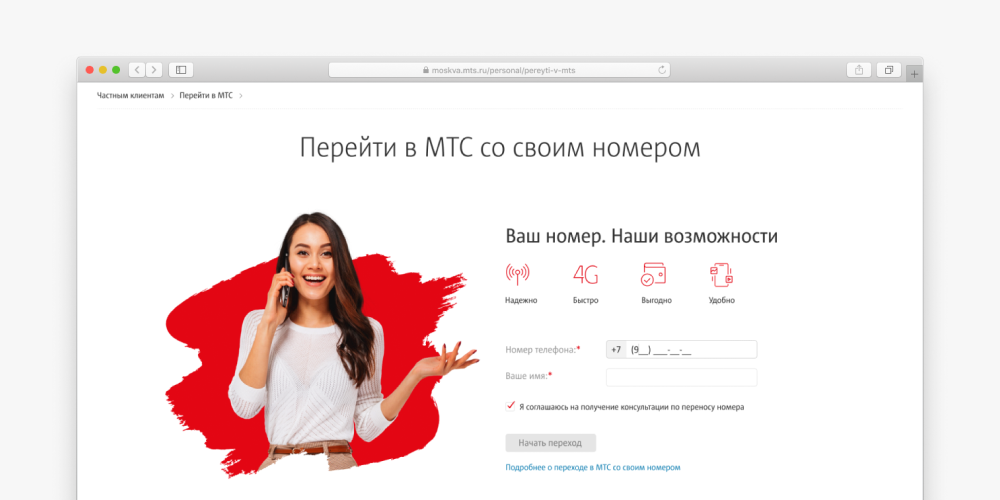 moskva.mts.ru/personal/pereyti-v-mts
Частным клиентам > Перейти в МТС >
Перейти в МТС со своим номером
Ваш номер. Наши возможности
4G
Надежно Быстро Выгодно Удобно
Номер телефона:* +7 (9__) ___-__-__
Ваше имя:*
Я соглашаюсь на получение консультации по переносу номера
Начать переход
Подробнее о переходе в МТС со своим номером